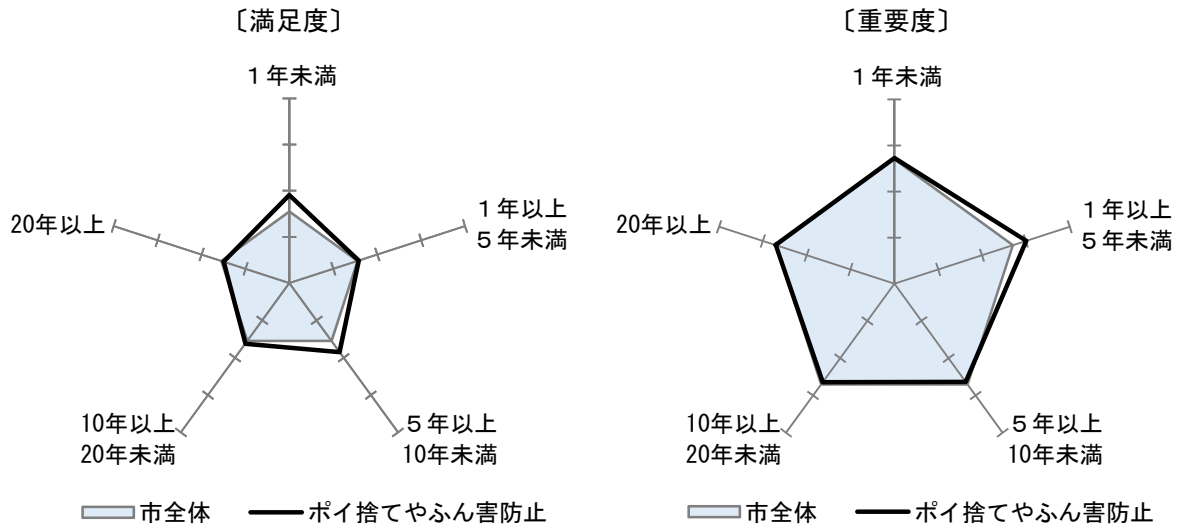 〔満足度〕
１年未満
１年以上
５年未満
５年以上
10年未満
10年以上
20年未満
20年以上
市全体
ポイ捨てやふん害防止
〔重要度〕
１年未満
１年以上
５年未満
５年以上
10年未満
10年以上
20年未満
20年以上
市全体
ポイ捨てやふん害防止